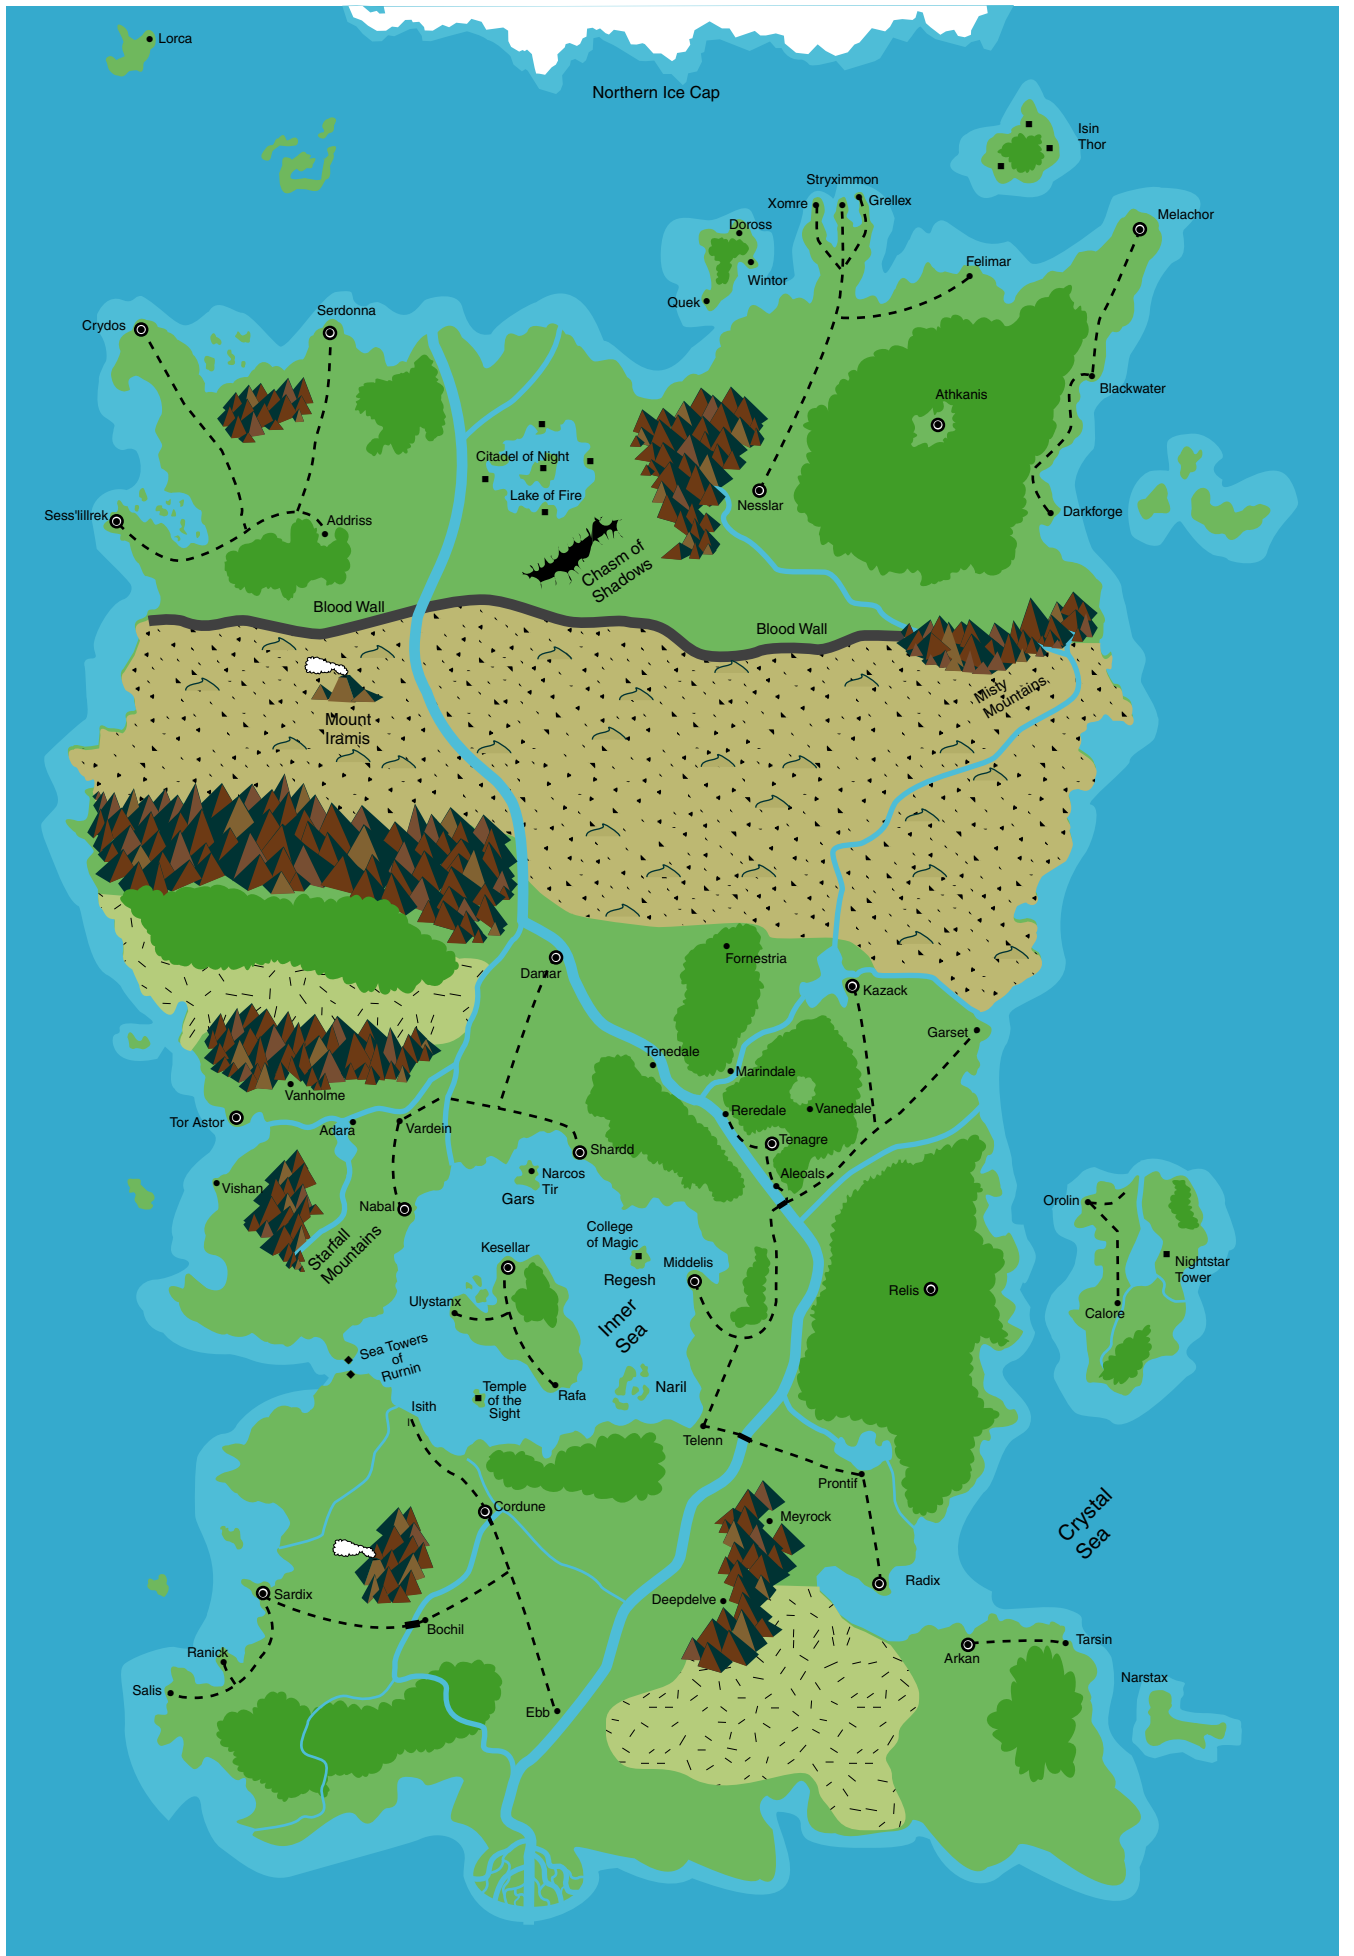 Lorca
Northern Ice Cap
Isin
Thor
Stryximmon
Xomre
Grellex
Melachor
Doross
Felimar
Wintor
Quek
Serdonna
Crydos
Blackwater
Athkanis
Citadel of Night
Lake of Fire
Nesslar
Darkforge
Sess'lillrek
Addriss
Chasm of
Shadows
Blood Wall
Blood Wall
Misty
Mountains
Mount
Iramis
Fornestria
Damar
Kazack
Garset
Tenedale
Marindale
Vanholme
Reredale
Vanedale
Tor Astor
Adara
Vardein
Tenagre
Shardd
Aleoals
Narcos
Tir
Vishan
Gars
Nabal
Orolin
College
of Magic
Starfall
Mountains
Kesellar
Middelis
Nightstar
Tower
Regesh
Relis
Ulystanx
Calore
Inner
Sea
Sea Towers
of
Rurnin
Temple
of the
Sight
Rafa
Naril
Isith
Telenn
Prontif
Cordune
Meyrock
Crystal
Sea
Radix
Sardix
Deepdelve
Bochil
Tarsin
Arkan
Ranick
Salis
Narstax
Ebb